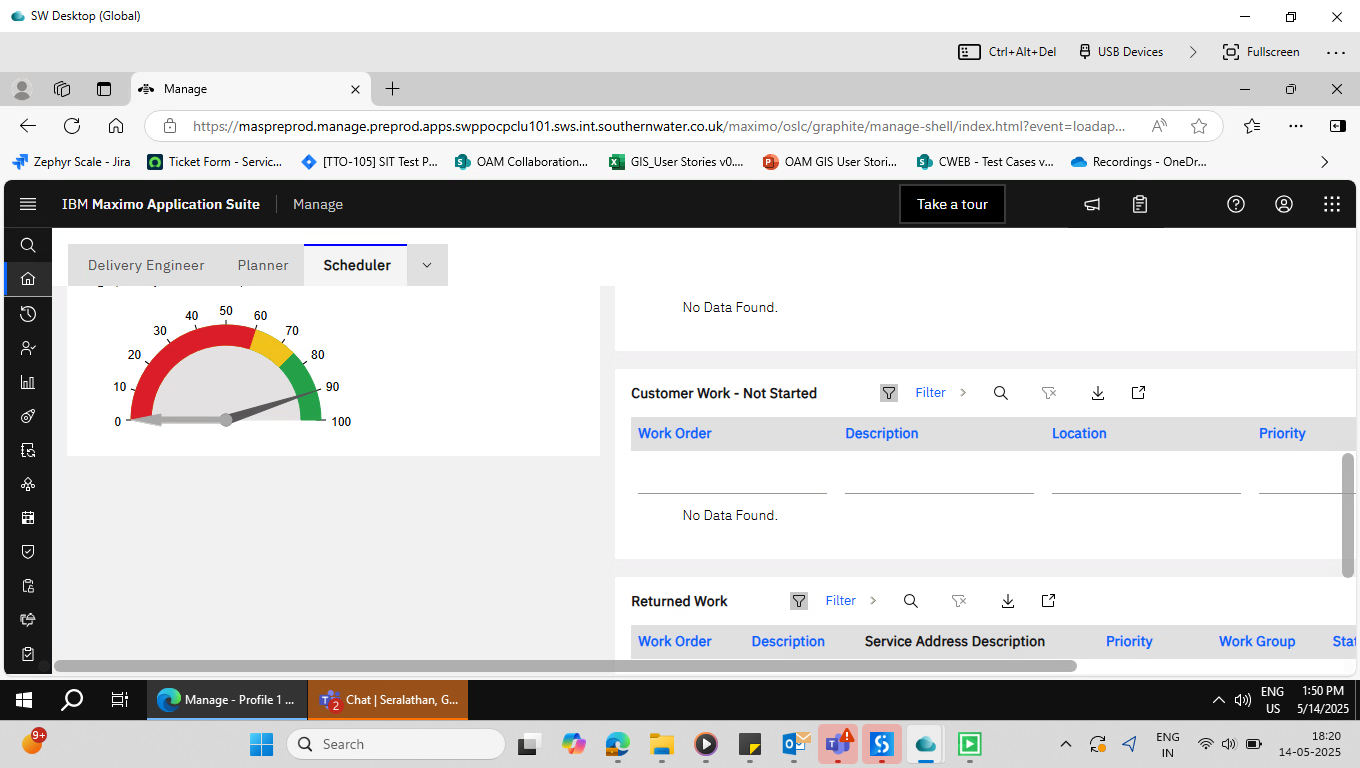 SW Desktop (Global)
Ctrl+Alt+Del
USB Devices
Fullscreen
Manage
https://maspreprod.manage.preprod.apps.swppocpclu101.sws.int.southernwater.co.uk/maximo/oslc/graphite/manage-shell/index.html?event=loadap...
Zephyr Scale - Jira
Ticket Form - Servic...
[TTO-105] SIT Test P...
OAM Collaboration...
GIS_User Stories v0....
OAM GIS User Stori...
CWEB - Test Cases v...
Recordings - OneDr...
IBM Maximo Application Suite
Manage
Take a tour
Delivery Engineer
Planner
Scheduler
0
10
20
30
40
50
60
70
80
90
100
No Data Found.
Customer Work - Not Started
Filter
Work Order
Description
Location
Priority
No Data Found.
Returned Work
Filter
Work Order
Description
Service Address Description
Priority
Work Group
Manage - Profile 1 ...
2
Chat | Seralathan, G...
ENG
US
1:50 PM
5/14/2025
9+
Search
ENG
IN
18:20
14-05-2025